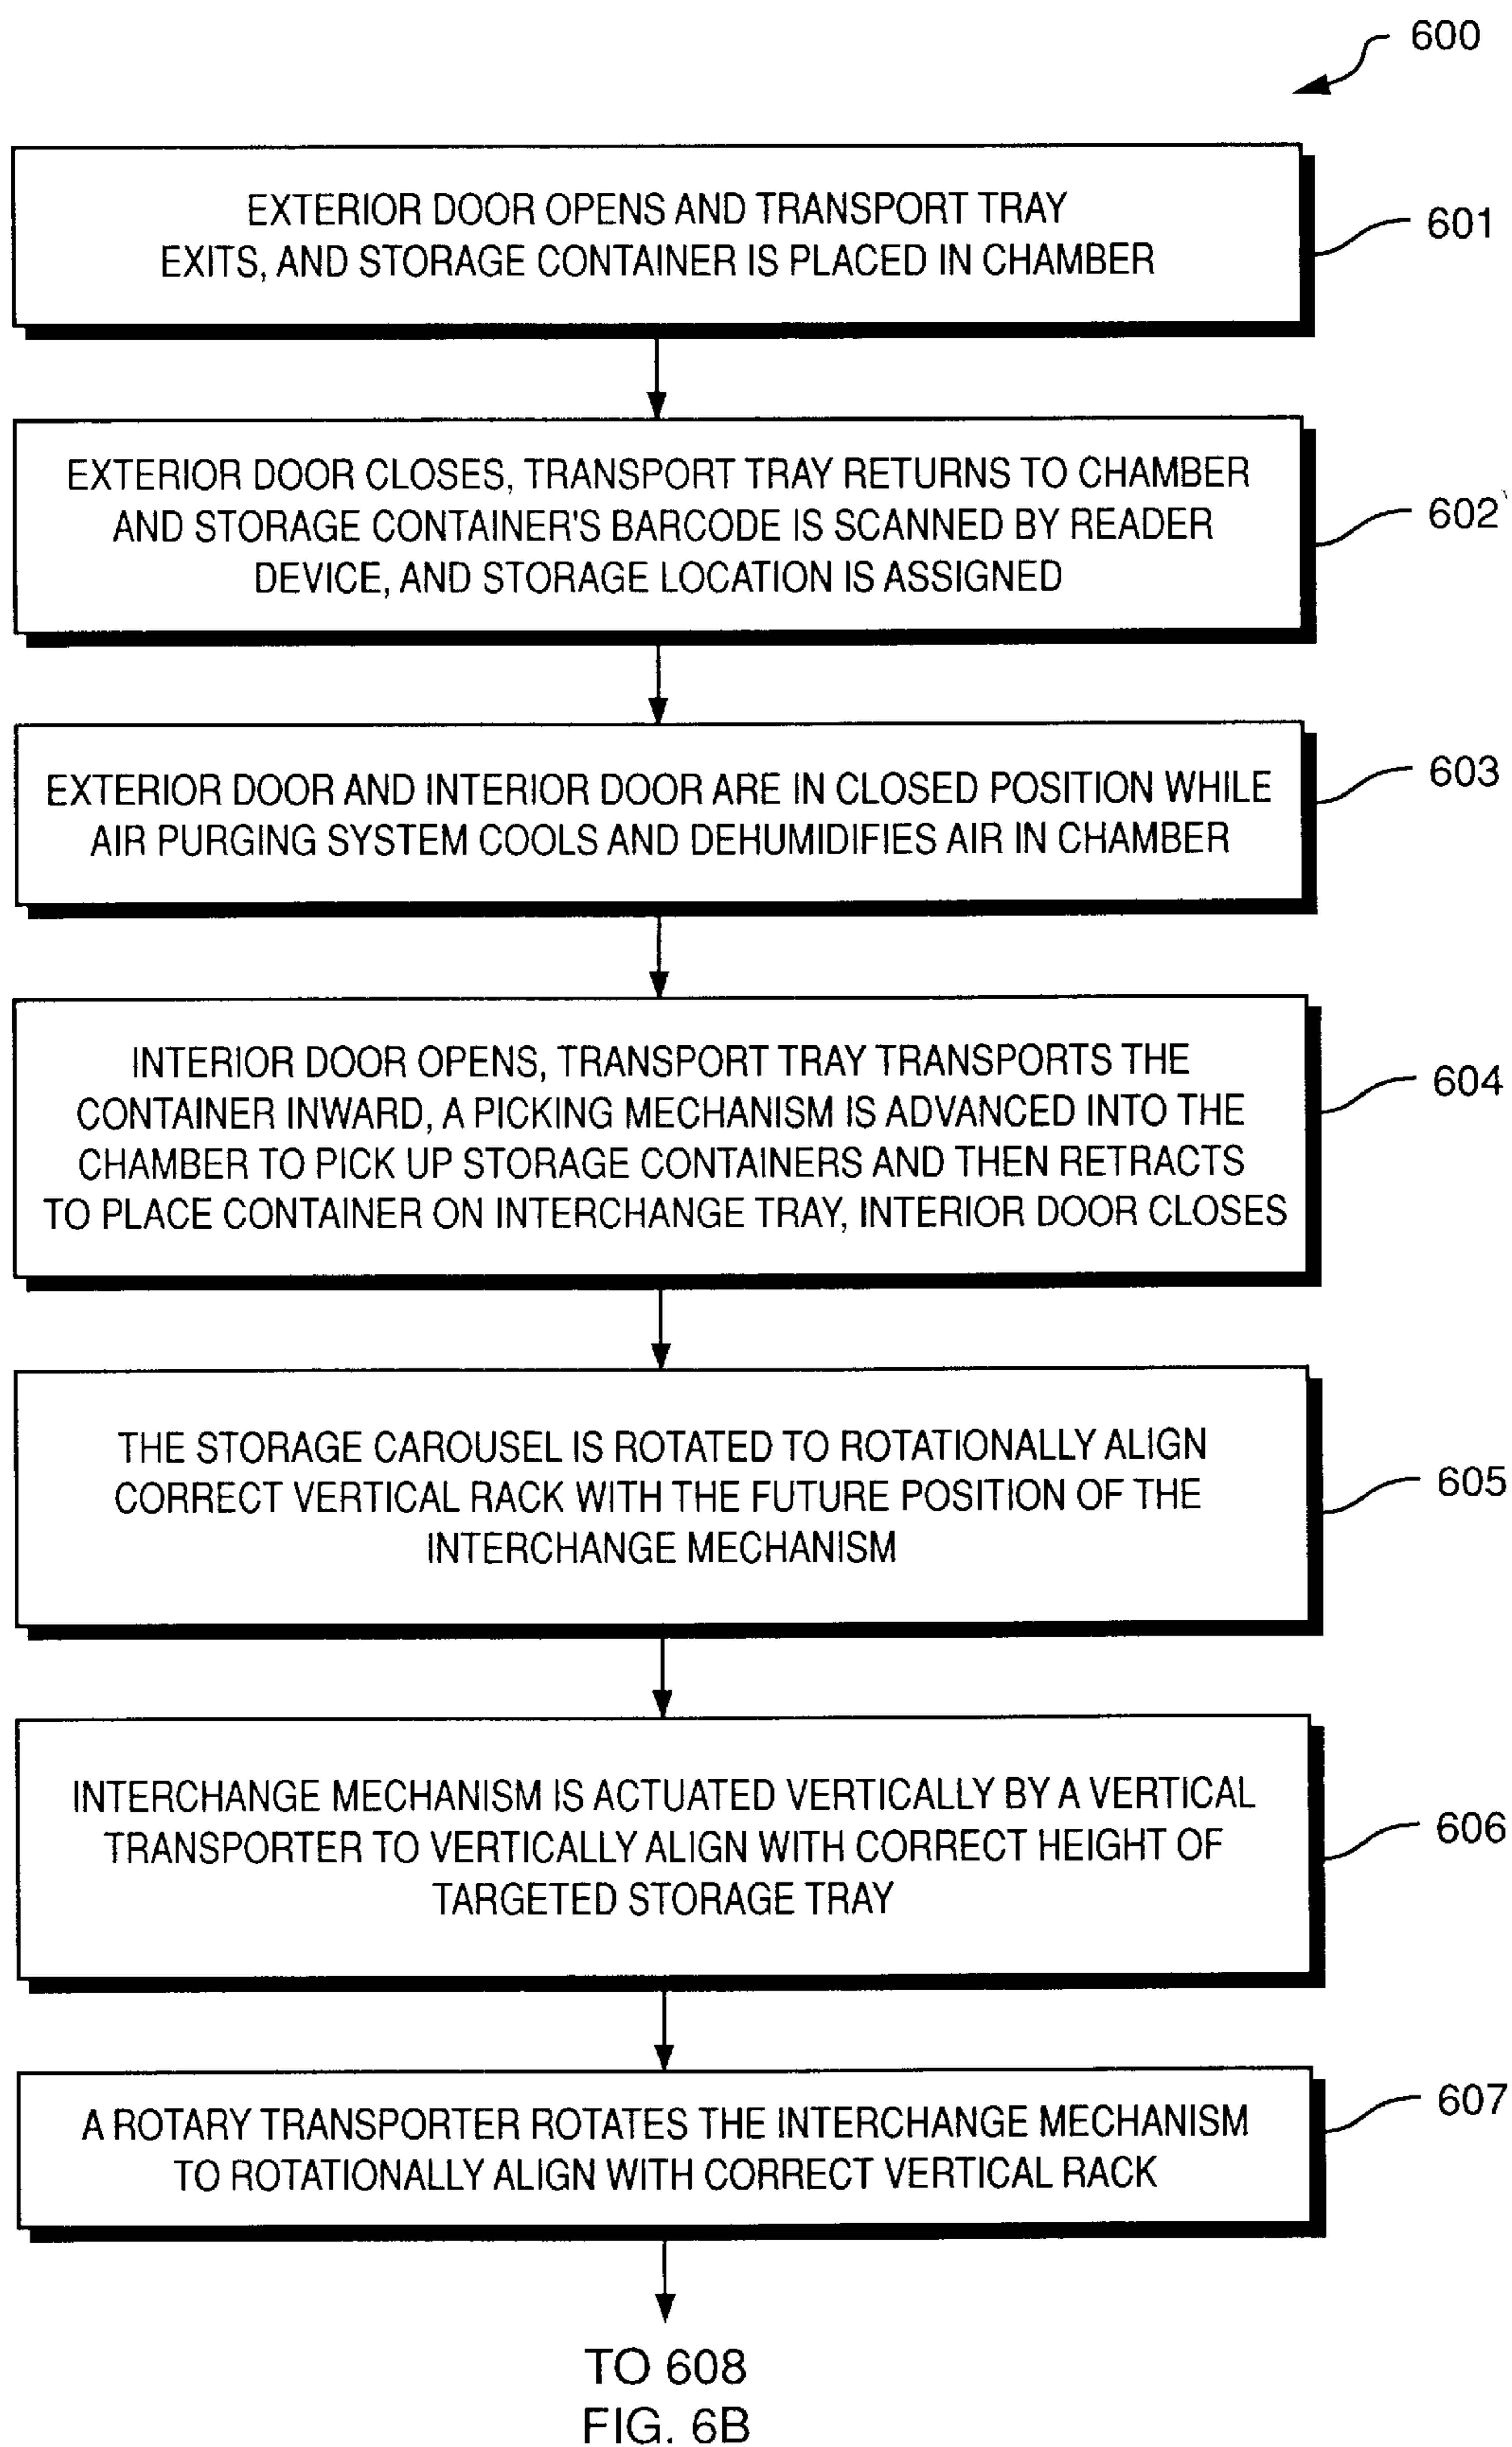 600
EXTERIOR DOOR OPENS AND TRANSPORT TRAY
EXITS, AND STORAGE CONTAINER IS PLACED IN CHAMBER
601
EXTERIOR DOOR CLOSES, TRANSPORT TRAY RETURNS TO CHAMBER
AND STORAGE CONTAINER'S BARCODE IS SCANNED BY READER
DEVICE, AND STORAGE LOCATION IS ASSIGNED
602
EXTERIOR DOOR AND INTERIOR DOOR ARE IN CLOSED POSITION WHILE
AIR PURGING SYSTEM COOLS AND DEHUMIDIFIES AIR IN CHAMBER
603
INTERIOR DOOR OPENS, TRANSPORT TRAY TRANSPORTS THE
CONTAINER INWARD, A PICKING MECHANISM IS ADVANCED INTO THE
CHAMBER TO PICK UP STORAGE CONTAINERS AND THEN RETRACTS
TO PLACE CONTAINER ON INTERCHANGE TRAY, INTERIOR DOOR CLOSES
604
THE STORAGE CAROUSEL IS ROTATED TO ROTATIONALLY ALIGN
CORRECT VERTICAL RACK WITH THE FUTURE POSITION OF THE
INTERCHANGE MECHANISM
605
INTERCHANGE MECHANISM IS ACTUATED VERTICALLY BY A VERTICAL
TRANSPORTER TO VERTICALLY ALIGN WITH CORRECT HEIGHT OF
TARGETED STORAGE TRAY
606
A ROTARY TRANSPORTER ROTATES THE INTERCHANGE MECHANISM
TO ROTATIONALLY ALIGN WITH CORRECT VERTICAL RACK
607
TO 608
FIG. 6B